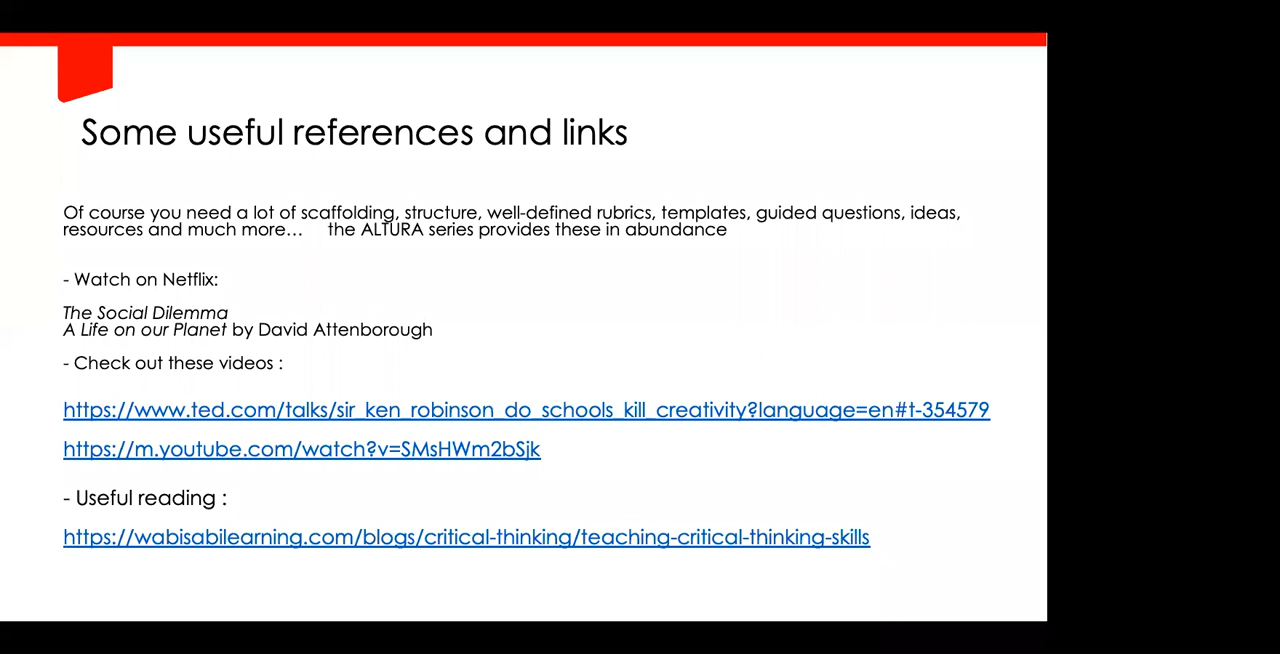 Some useful references and links
Of course you need a lot of scaffolding, structure, well-defined rubrics, templates, guided questions, ideas,
resources and much more… the ALTURA series provides these in abundance
- Watch on Netflix:
The Social Dilemma
A Life on our Planet by David Attenborough
- Check out these videos :
https://www.ted.com/talks/sir_ken_robinson_do_schools_kill_creativity?language=en#t-354579
https://m.youtube.com/watch?v=SMsHWm2bSjk
- Useful reading :
https://wabisabilearning.com/blogs/critical-thinking/teaching-critical-thinking-skills